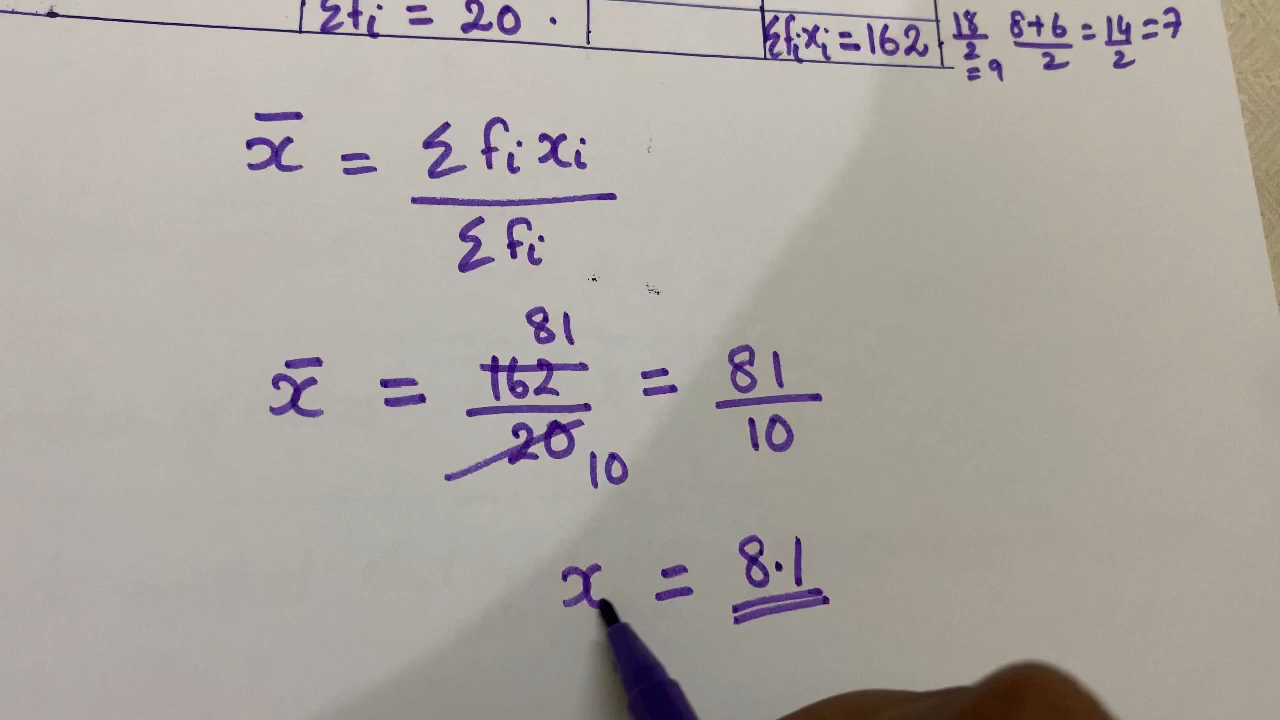 Σfi = 20 .
Σfixi = 162
18/2 = 9
8+6/2 = 14/2 = 7
x̄ = Σfixi/Σfi
x̄ = 162/20 = 81/10
81
10
x = 8.1